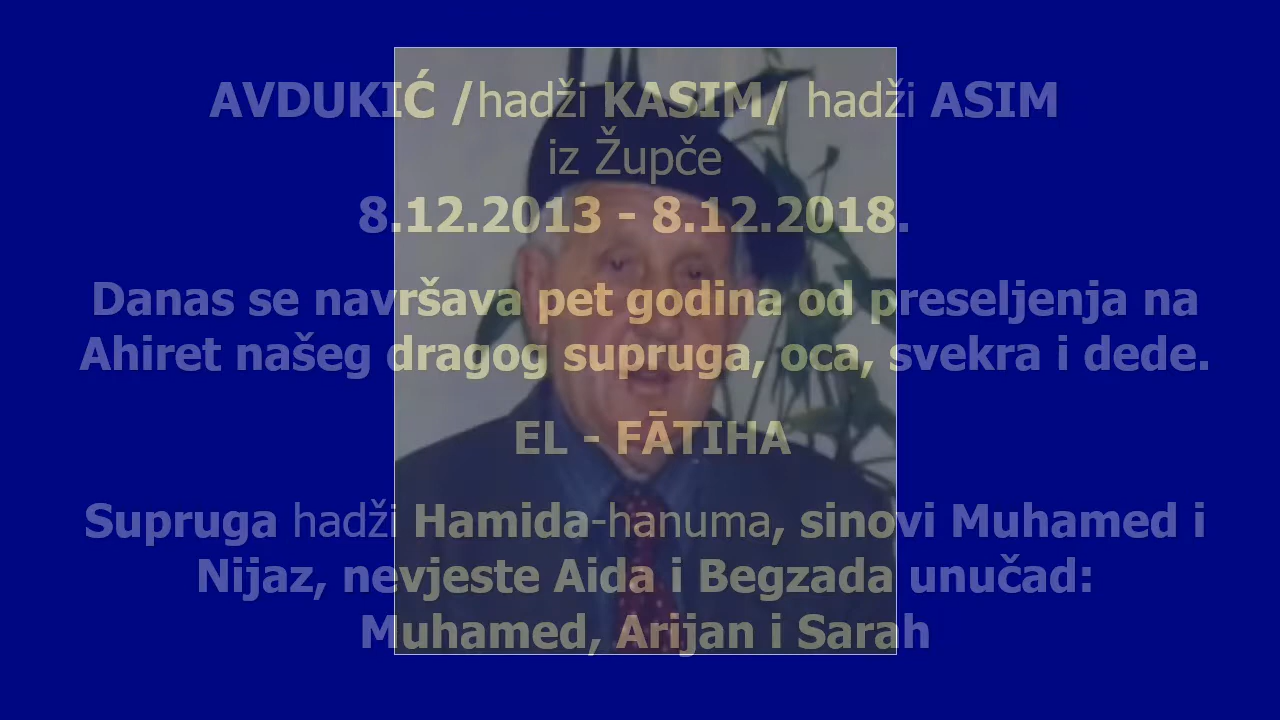 AVDUKIĆ /hadži KASIM/ hadži ASIM
iz Župče
8.12.2013 - 8.12.2018.
Danas se navršava pet godina od preseljenja na
Ahiret našeg dragog supruga, oca, svekra i dede.
EL - FĀTIHA
Supruga hadži Hamida-hanuma, sinovi Muhamed i
Nijaz, nevjeste Aida i Begzada unučad:
Muhamed, Arijan i Sarah